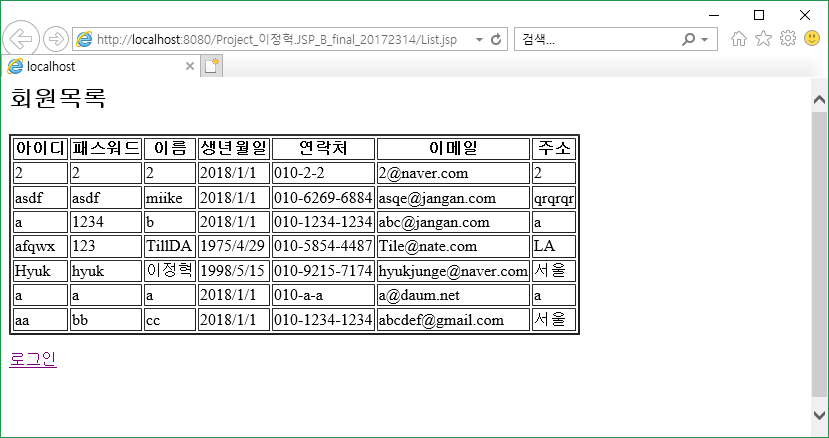 http://localhost:8080/Project_이정혁.JSP_B_final_20172314/List.jsp 검색...
localhost
회원목록
아이디 패스워드 이름 생년월일 연락처 이메일 주소
2 2 2 2018/1/1 010-2-2 2@naver.com 2
asdf asdf miike 2018/1/1 010-6269-6884 asqe@jangan.com qrqrqr
a 1234 b 2018/1/1 010-1234-1234 abc@jangan.com a
afqwx 123 TillDA 1975/4/29 010-5854-4487 Tile@nate.com LA
Hyuk hyuk 이정혁 1998/5/15 010-9215-7174 hyukjunge@naver.com 서울
a a a 2018/1/1 010-a-a a@daum.net a
aa bb cc 2018/1/1 010-1234-1234 abcdef@gmail.com 서울
로그인